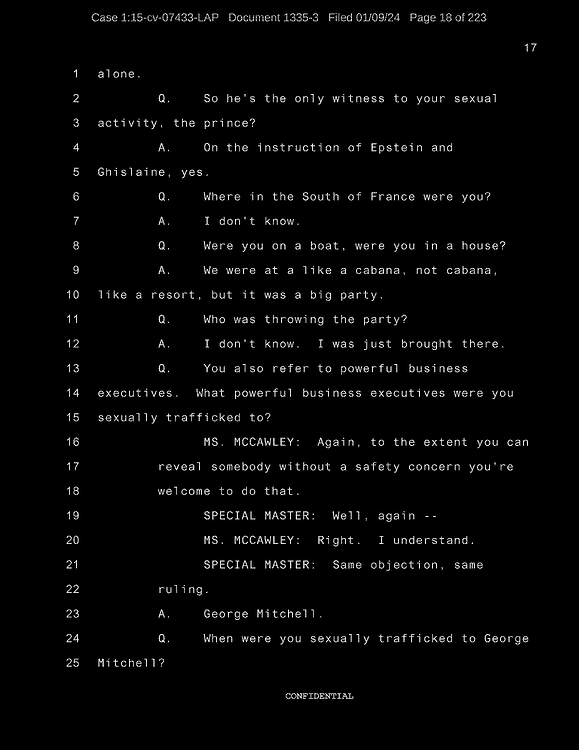 Case 1:15-cv-07433-LAP Document 1335-3 Filed 01/09/24 Page 18 of 223
17
1 alone.
2 Q. So he's the only witness to your sexual
3 activity, the prince?
4 A. On the instruction of Epstein and
5 Ghislaine, yes.
6 Q. Where in the South of France were you?
7 A. I don't know.
8 Q. Were you on a boat, were you in a house?
9 A. We were at a like a cabana, not cabana,
10 like a resort, but it was a big party.
11 Q. Who was throwing the party?
12 A. I don't know. I was just brought there.
13 Q. You also refer to powerful business
14 executives. What powerful business executives were you
15 sexually trafficked to?
16 MS. MCCAWLEY: Again, to the extent you can
17 reveal somebody without a safety concern you're
18 welcome to do that.
19 SPECIAL MASTER: Well, again --
20 MS. MCCAWLEY: Right. I understand.
21 SPECIAL MASTER: Same objection, same
22 ruling.
23 A. George Mitchell.
24 Q. When were you sexually trafficked to George
25 Mitchell?
CONFIDENTIAL